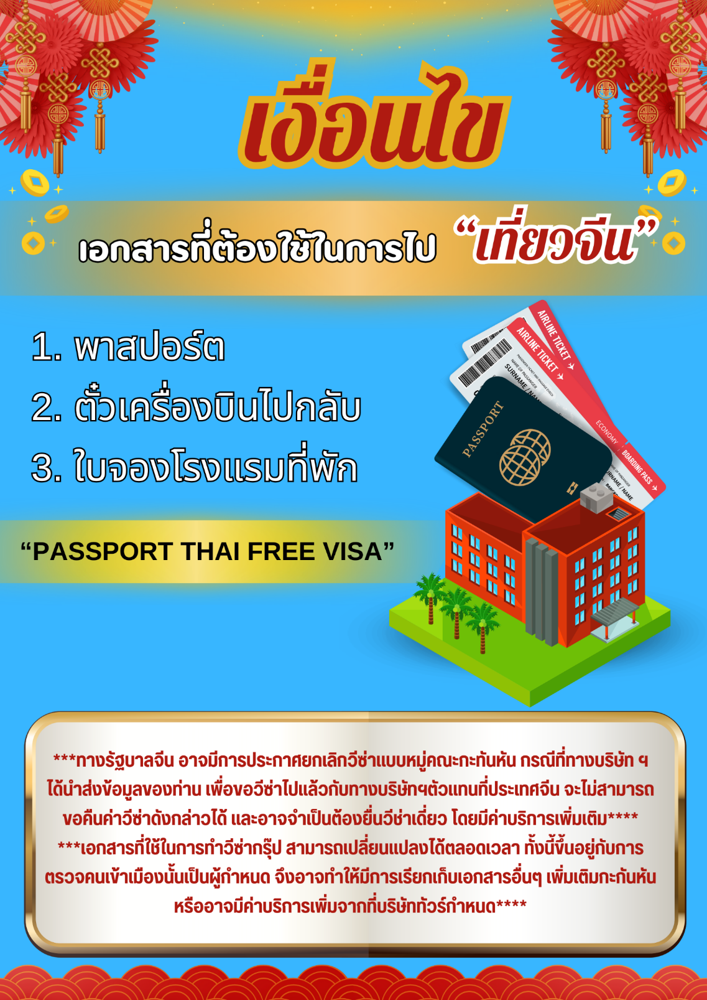 เงื่อนไข
เอกสารที่ต้องใช้ในการไป “เที่ยวจีน”
1. พาสปอร์ต
2. ตั๋วเครื่องบินไปกลับ
3. ใบจองโรงแรมที่พัก
AIRLINE TICKET
AIRLINE TICKET
PASSENGER TICKET AND BAGGAGE CHECK
NAME OF PASSANGER
SURNAME / NAM
ECONOMY
BOARDING PASS
SURNAME / NAME
PASSPORT
“PASSPORT THAI FREE VISA”
***ทางรัฐบาลจีน อาจมีการประกาศยกเลิกวีซ่าแบบหมู่คณะกะทันหัน กรณีที่ทางบริษัท ฯ
ได้นำส่งข้อมูลของท่าน เพื่อขอวีซ่าไปแล้วกับทางบริษัทฯตัวแทนที่ประเทศจีน จะไม่สามารถ
ขอคืนค่าวีซ่าดังกล่าวได้ และอาจจำเป็นต้องยื่นวีซ่าเดี่ยว โดยมีค่าบริการเพิ่มเติม****
***เอกสารที่ใช้ในการทำวีซ่ากรุ๊ป สามารถเปลี่ยนแปลงได้ตลอดเวลา ทั้งนี้ขึ้นอยู่กับการ
ตรวจคนเข้าเมืองนั้นเป็นผู้กำหนด จึงอาจทำให้มีการเรียกเก็บเอกสารอื่นๆ เพิ่มเติมกะกันหัน
หรืออาจมีค่าบริการเพิ่มจากที่บริษัททัวร์กำหนด****